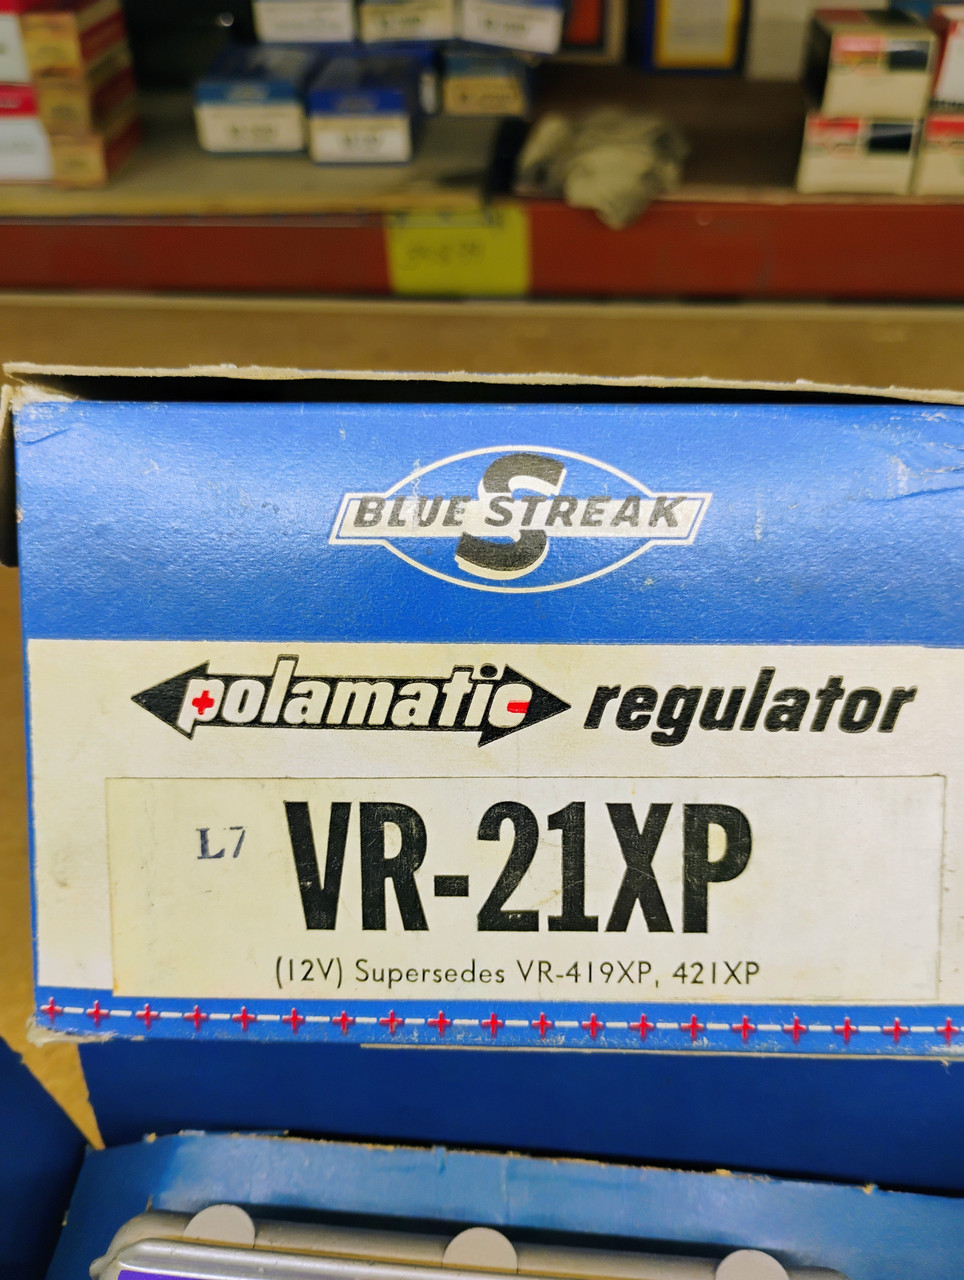 BLUE STREAK
S
polamatic regulator
L7 VR-21XP
(12V) Supersedes VR-419XP, 421XP